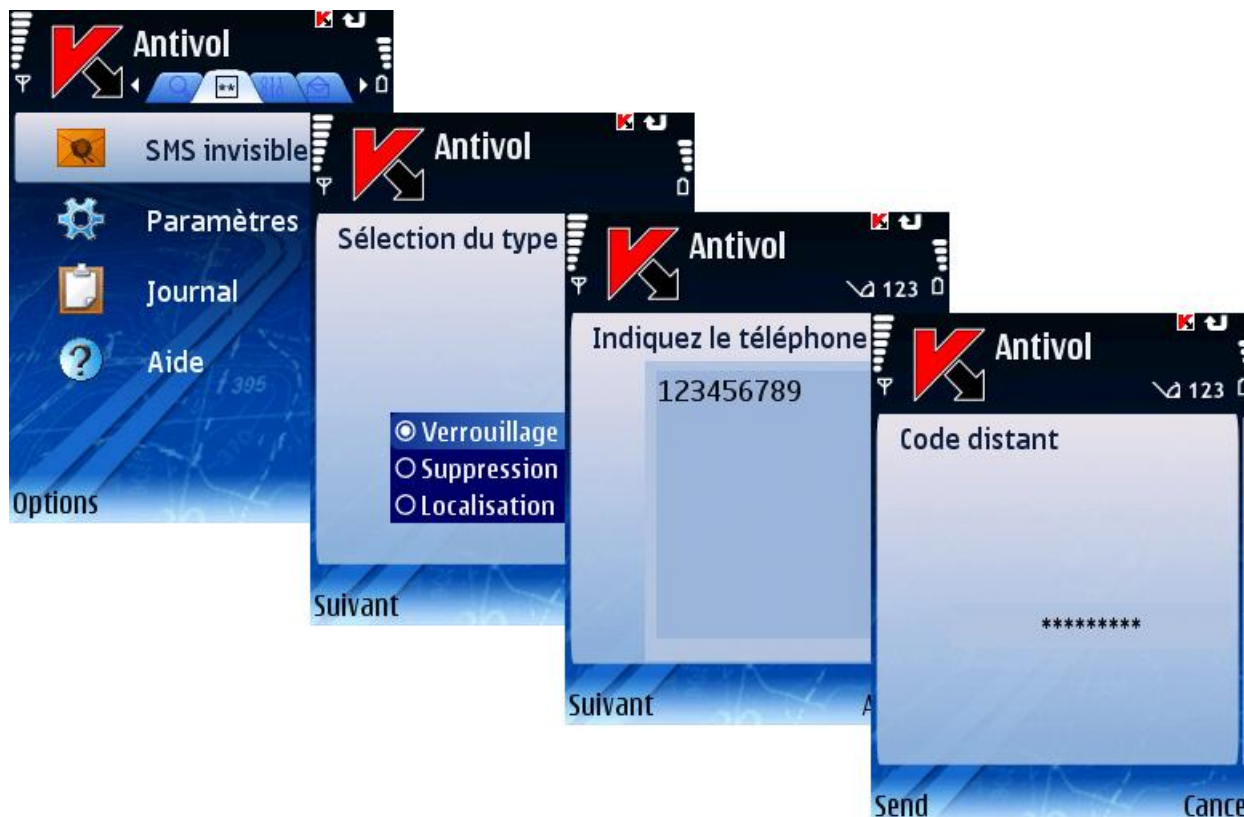 Antivol
SMS invisible
Paramètres
Journal
Aide
Options
Antivol
Sélection du type
Verrouillage
Suppression
Localisation
Suivant
Antivol
123
Indiquez le téléphone
123456789
Suivant
Antivol
123
Code distant
*********
Send Cance